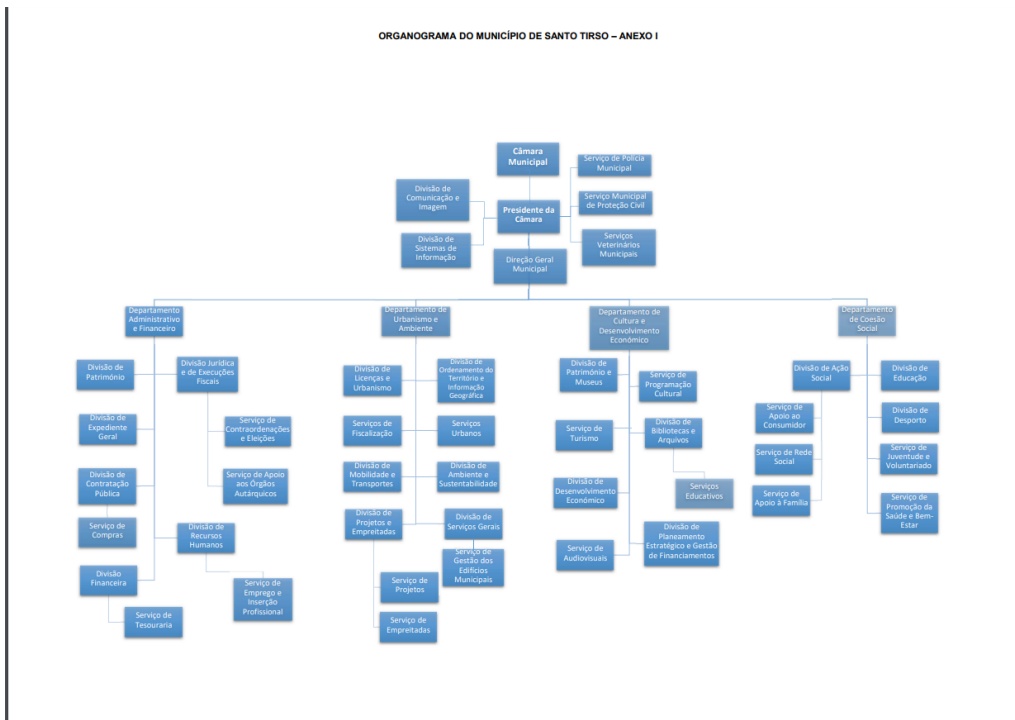 ORGANOGRAMA DO MUNICÍPIO DE SANTO TIRSO – ANEXO I
Câmara
Municipal
Serviço de Polícia
Municipal
Divisão de
Comunicação e
Imagem
Serviço Municipal
de Proteção Civil
Presidente da
Câmara
Divisão de
Sistemas de
Informação
Serviços
Veterinários
Municipais
Direção Geral
Municipal
Departamento
Administrativo
e Financeiro
Departamento de
Urbanismo e
Ambiente
Departamento de
Cultura e
Desenvolvimento
Económico
Departamento
de Coesão
Social
Divisão de
Património
Divisão Jurídica
e de Execuções
Fiscais
Divisão de
Expediente
Geral
Serviço de
Contraordenações
e Eleições
Divisão de
Contratação
Pública
Serviço de Apoio
aos Órgãos
Autárquicos
Serviço de
Compras
Divisão de
Recursos
Humanos
Divisão
Financeira
Serviço de
Emprego e
Inserção
Profissional
Serviço de
Tesouraria
Divisão de
Licenças e
Urbanismo
Divisão de
Ordenamento do
Território e
Informação
Geográfica
Serviços de
Fiscalização
Serviços
Urbanos
Divisão de
Mobilidade e
Transportes
Divisão de
Ambiente e
Sustentabilidade
Divisão de
Projetos e
Empreitadas
Divisão de
Serviços Gerais
Serviço de
Gestão dos
Edifícios
Municipais
Serviço de
Projetos
Serviço de
Empreitadas
Divisão de
Património e
Museus
Serviço de
Programação
Cultural
Serviço de
Turismo
Divisão de
Bibliotecas e
Arquivos
Serviços
Educativos
Divisão de
Desenvolvimento
Económico
Divisão de
Planeamento
Estratégico e Gestão
de Financiamentos
Serviço de
Audiovisuais
Divisão de Ação
Social
Divisão de
Educação
Serviço de
Apoio ao
Consumidor
Divisão de
Desporto
Serviço de Rede
Social
Serviço de
Juventude e
Voluntariado
Serviço de
Apoio à Família
Serviço de
Promoção da
Saúde e Bem-
Estar